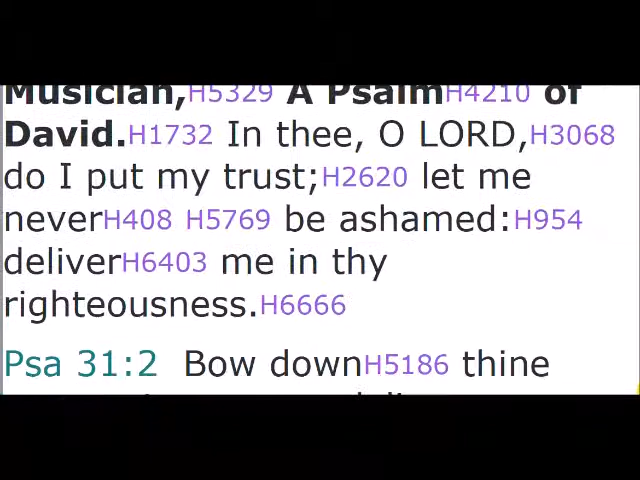 Musician,H5329 A PsalmH4210 of
David.H1732 In thee, O LORD,H3068
do I put my trust;H2620 let me
neverH408 H5769 be ashamed:H954
deliverH6403 me in thy
righteousness.H6666
Psa 31:2 Bow downH5186 thine